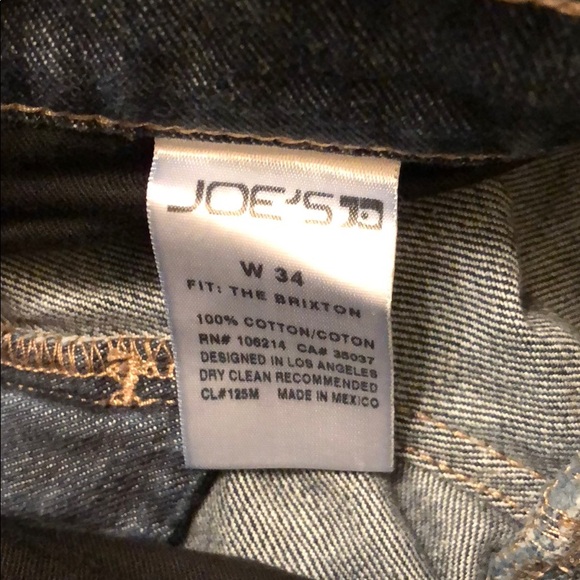 JOE'S
W 34
FIT: THE BRIXTON
100% COTTON/COTON
RN# 106214 CA# 35037
DESIGNED IN LOS ANGELES
DRY CLEAN RECOMMENDED
CL#125M MADE IN MEXICO